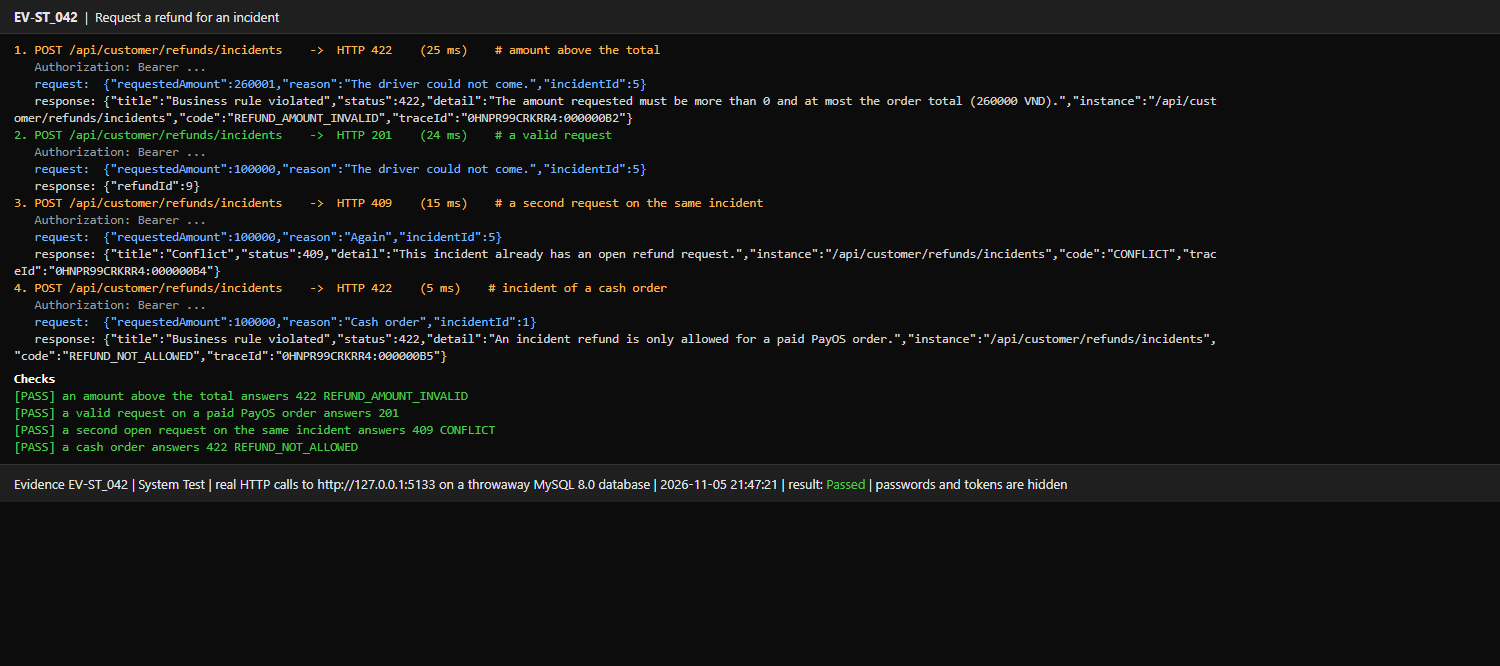 EV-ST_042 | Request a refund for an incident
1. POST /api/customer/refunds/incidents -> HTTP 422 (25 ms) # amount above the total
Authorization: Bearer ...
request: {"requestedAmount":260001,"reason":"The driver could not come.","incidentId":5}
response: {"title":"Business rule violated","status":422,"detail":"The amount requested must be more than 0 and at most the order total (260000 VND).","instance":"/api/cust
omer/refunds/incidents","code":"REFUND_AMOUNT_INVALID","traceId":"0HNPR99CRKRR4:000000B2"}
2. POST /api/customer/refunds/incidents -> HTTP 201 (24 ms) # a valid request
Authorization: Bearer ...
request: {"requestedAmount":100000,"reason":"The driver could not come.","incidentId":5}
response: {"refundId":9}
3. POST /api/customer/refunds/incidents -> HTTP 409 (15 ms) # a second request on the same incident
Authorization: Bearer ...
request: {"requestedAmount":100000,"reason":"Again","incidentId":5}
response: {"title":"Conflict","status":409,"detail":"This incident already has an open refund request.","instance":"/api/customer/refunds/incidents","code":"CONFLICT","trac
eId":"0HNPR99CRKRR4:000000B4"}
4. POST /api/customer/refunds/incidents -> HTTP 422 (5 ms) # incident of a cash order
Authorization: Bearer ...
request: {"requestedAmount":100000,"reason":"Cash order","incidentId":1}
response: {"title":"Business rule violated","status":422,"detail":"An incident refund is only allowed for a paid PayOS order.","instance":"/api/customer/refunds/incidents",
"code":"REFUND_NOT_ALLOWED","traceId":"0HNPR99CRKRR4:000000B5"}
Checks
[PASS] an amount above the total answers 422 REFUND_AMOUNT_INVALID
[PASS] a valid request on a paid PayOS order answers 201
[PASS] a second open request on the same incident answers 409 CONFLICT
[PASS] a cash order answers 422 REFUND_NOT_ALLOWED
Evidence EV-ST_042 | System Test | real HTTP calls to http://127.0.0.1:5133 on a throwaway MySQL 8.0 database | 2026-11-05 21:47:21 | result: Passed | passwords and tokens are hidden